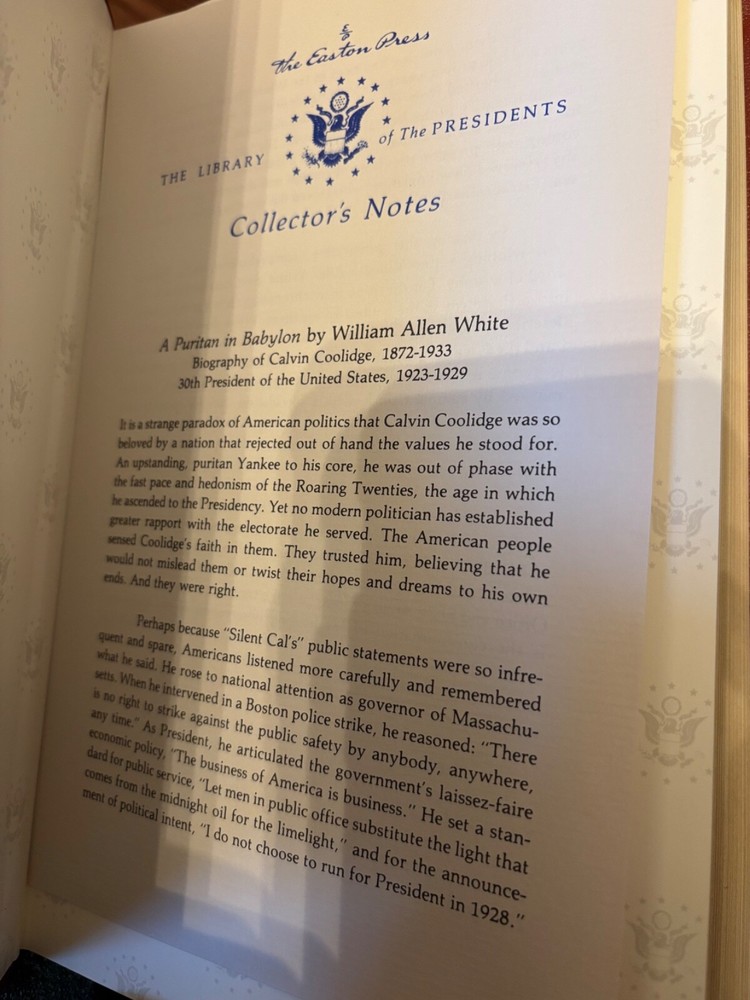 The Easton Press
THE LIBRARY of The PRESIDENTS
Collector's Notes
A Puritan in Babylon by William Allen White
Biography of Calvin Coolidge, 1872-1933
30th President of the United States, 1923-1929
It is a strange paradox of American politics that Calvin Coolidge was so
beloved by a nation that rejected out of hand the values he stood for.
An upstanding, puritan Yankee to his core, he was out of phase with
the fast pace and hedonism of the Roaring Twenties, the age in which
he ascended to the Presidency. Yet no modern politician has established
greater rapport with the electorate he served. The American people
sensed Coolidge's faith in them. They trusted him, believing that he
would not mislead them or twist their hopes and dreams to his own
ends. And they were right.
Perhaps because "Silent Cal's" public statements were so infre-
quent and spare, Americans listened more carefully and remembered
what he said. He rose to national attention as governor of Massachu-
setts. When he intervened in a Boston police strike, he reasoned: "There
is no right to strike against the public safety by anybody, anywhere,
any time." As President, he articulated the government's laissez-faire
economic policy, "The business of America is business." He set a stan-
dard for public service, "Let men in public office substitute the light that
comes from the midnight oil for the limelight," and for the announce-
ment of political intent, "I do not choose to run for President in 1928."